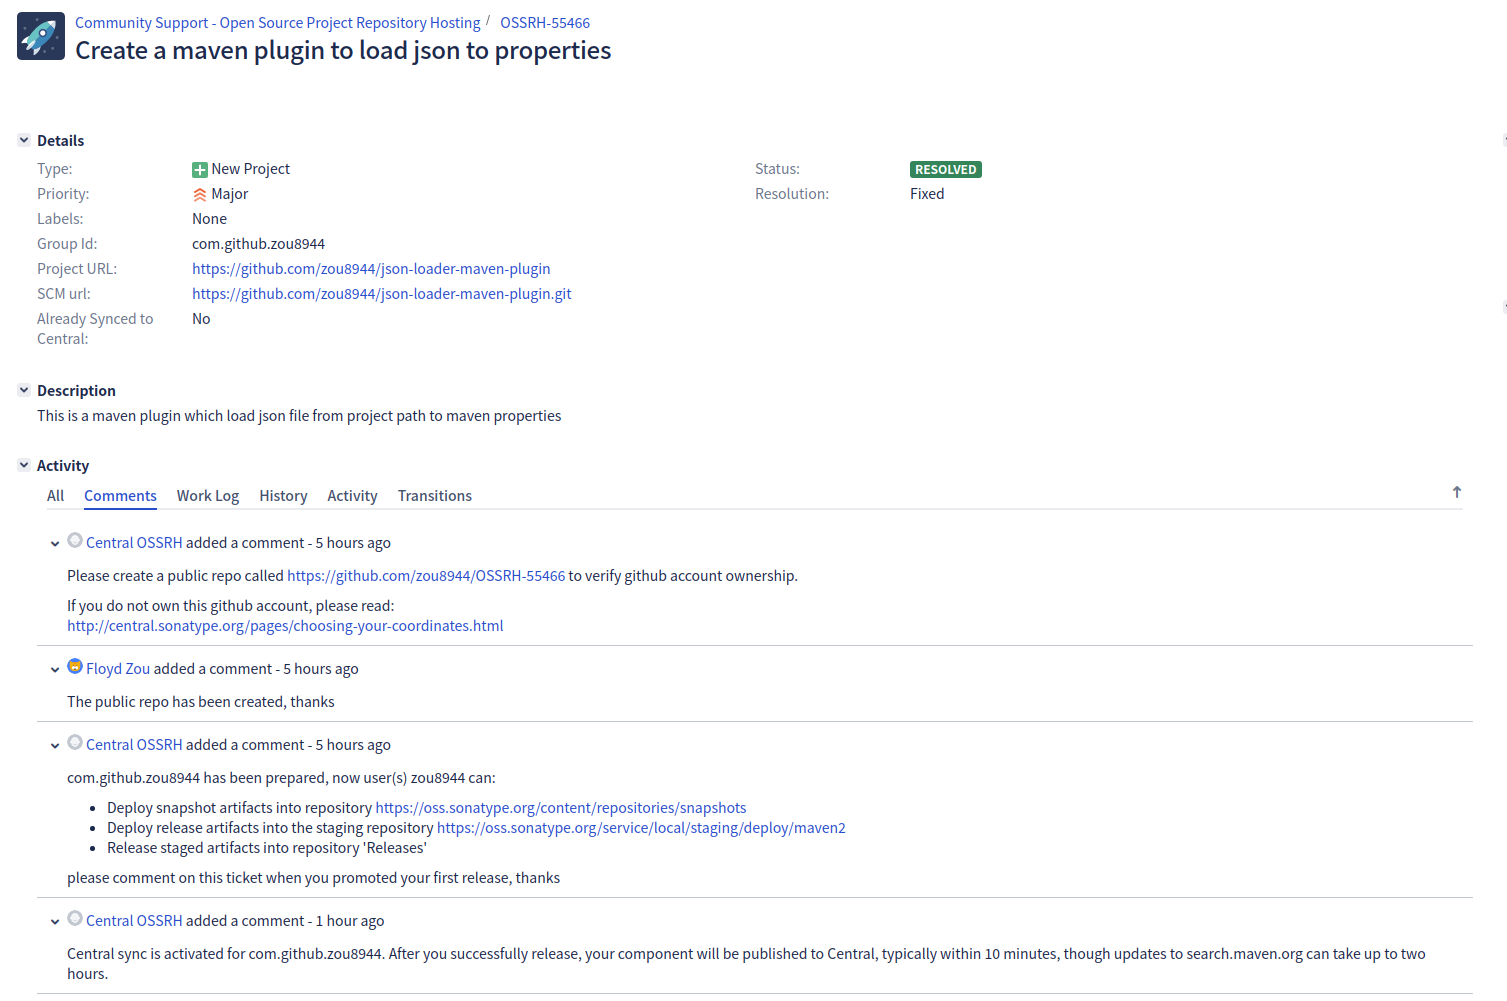 Community Support - Open Source Project Repository Hosting / OSSRH-55466
Create a maven plugin to load json to properties
Details
Type: New Project
Status: RESOLVED
Priority: Major
Resolution: Fixed
Labels: None
Group Id: com.github.zou8944
Project URL: https://github.com/zou8944/json-loader-maven-plugin
SCM url: https://github.com/zou8944/json-loader-maven-plugin.git
Already Synced to No
Central:
Description
This is a maven plugin which load json file from project path to maven properties
Activity
All Comments Work Log History Activity Transitions
Central OSSRH added a comment - 5 hours ago
Please create a public repo called https://github.com/zou8944/OSSRH-55466 to verify github account ownership.
If you do not own this github account, please read:
http://central.sonatype.org/pages/choosing-your-coordinates.html
Floyd Zou added a comment - 5 hours ago
The public repo has been created, thanks
Central OSSRH added a comment - 5 hours ago
com.github.zou8944 has been prepared, now user(s) zou8944 can:
• Deploy snapshot artifacts into repository https://oss.sonatype.org/content/repositories/snapshots
• Deploy release artifacts into the staging repository https://oss.sonatype.org/service/local/staging/deploy/maven2
• Release staged artifacts into repository 'Releases'
please comment on this ticket when you promoted your first release, thanks
Central OSSRH added a comment - 1 hour ago
Central sync is activated for com.github.zou8944. After you successfully release, your component will be published to Central, typically within 10 minutes, though updates to search.maven.org can take up to two
hours.